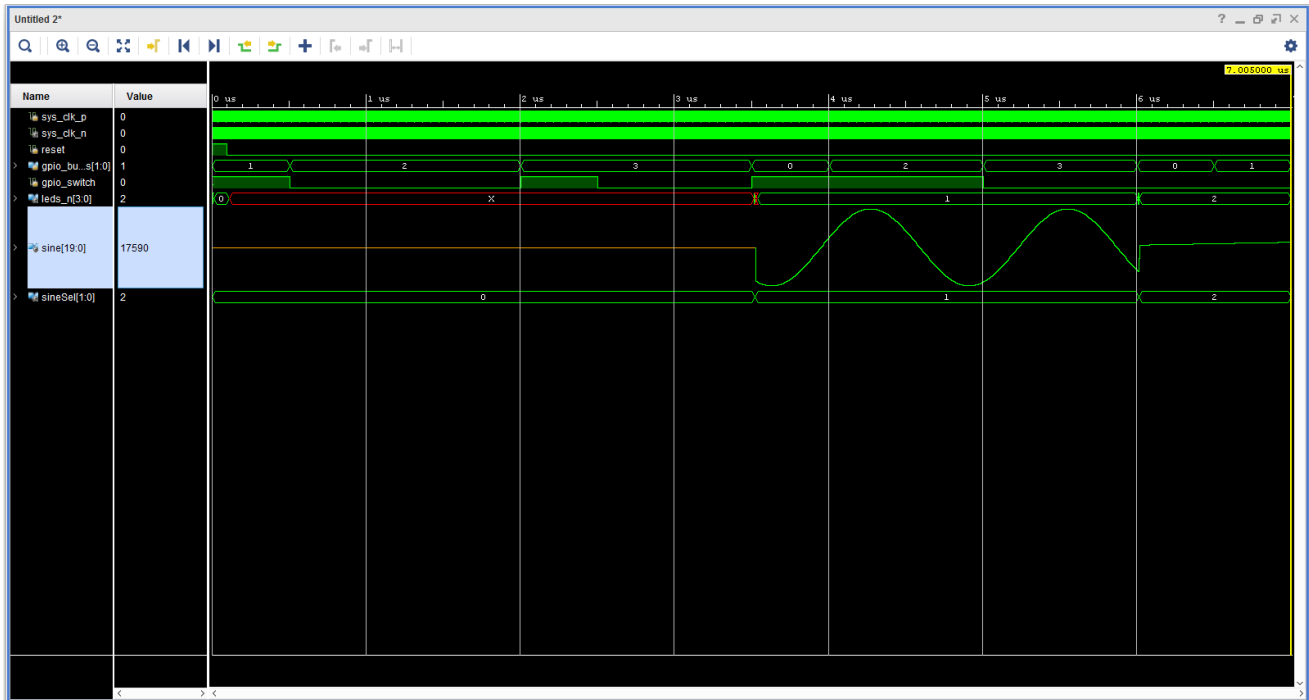 Untitled 2*
7.005000 us
Name Value
0 us 1 us 2 us 3 us 4 us 5 us 6 us
sys_clk_p 0
sys_clk_n 0
reset 0
gpio_bu...s[1:0] 1 1 2 3 0 2 3 0 1
gpio_switch 0
leds_n[3:0] 2 0 X 1 2
sine[19:0] 17590
sineSel[1:0] 2 0 1 2